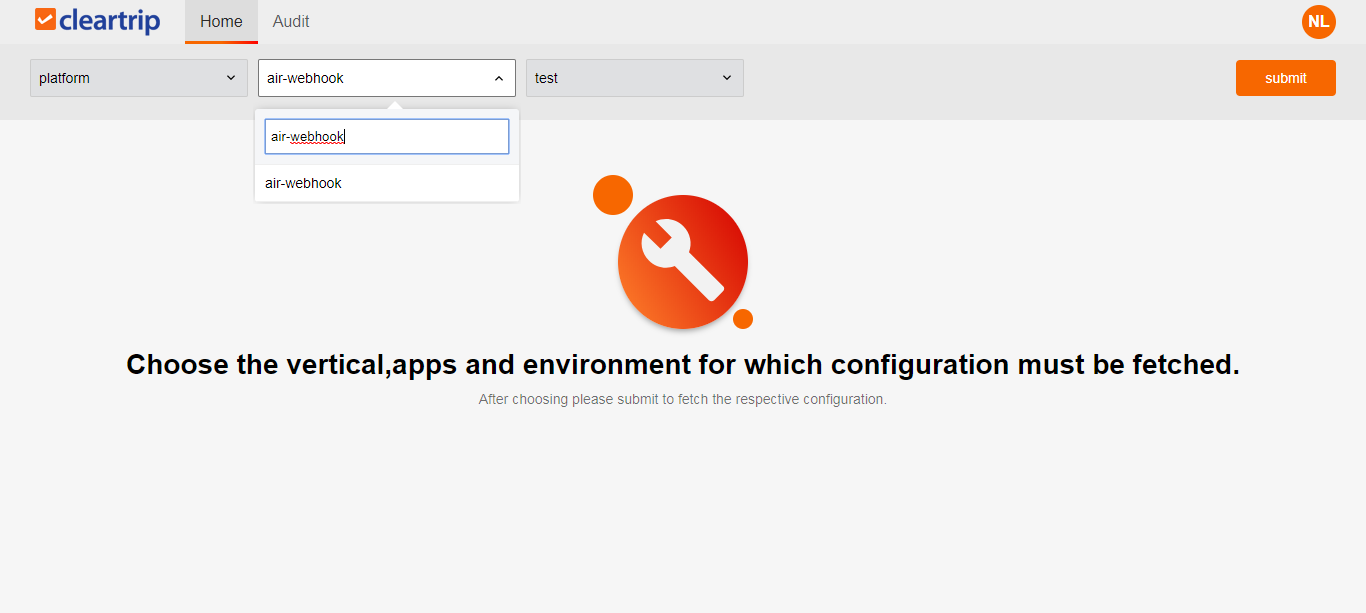 cleartrip
Home
Audit
NL
platform
air-webhook
test
submit
air-webhook
air-webhook
Choose the vertical,apps and environment for which configuration must be fetched.
After choosing please submit to fetch the respective configuration.